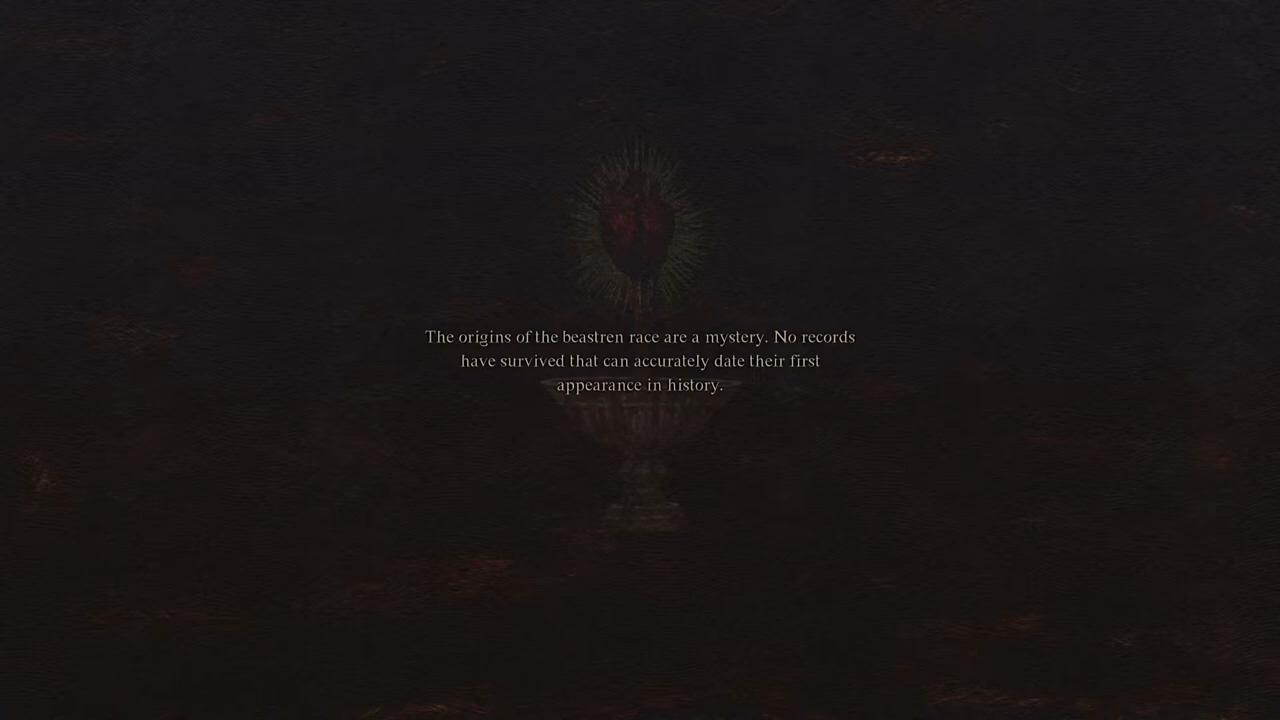 The origins of the beastren race are a mystery. No records
have survived that can accurately date their first
appearance in history.